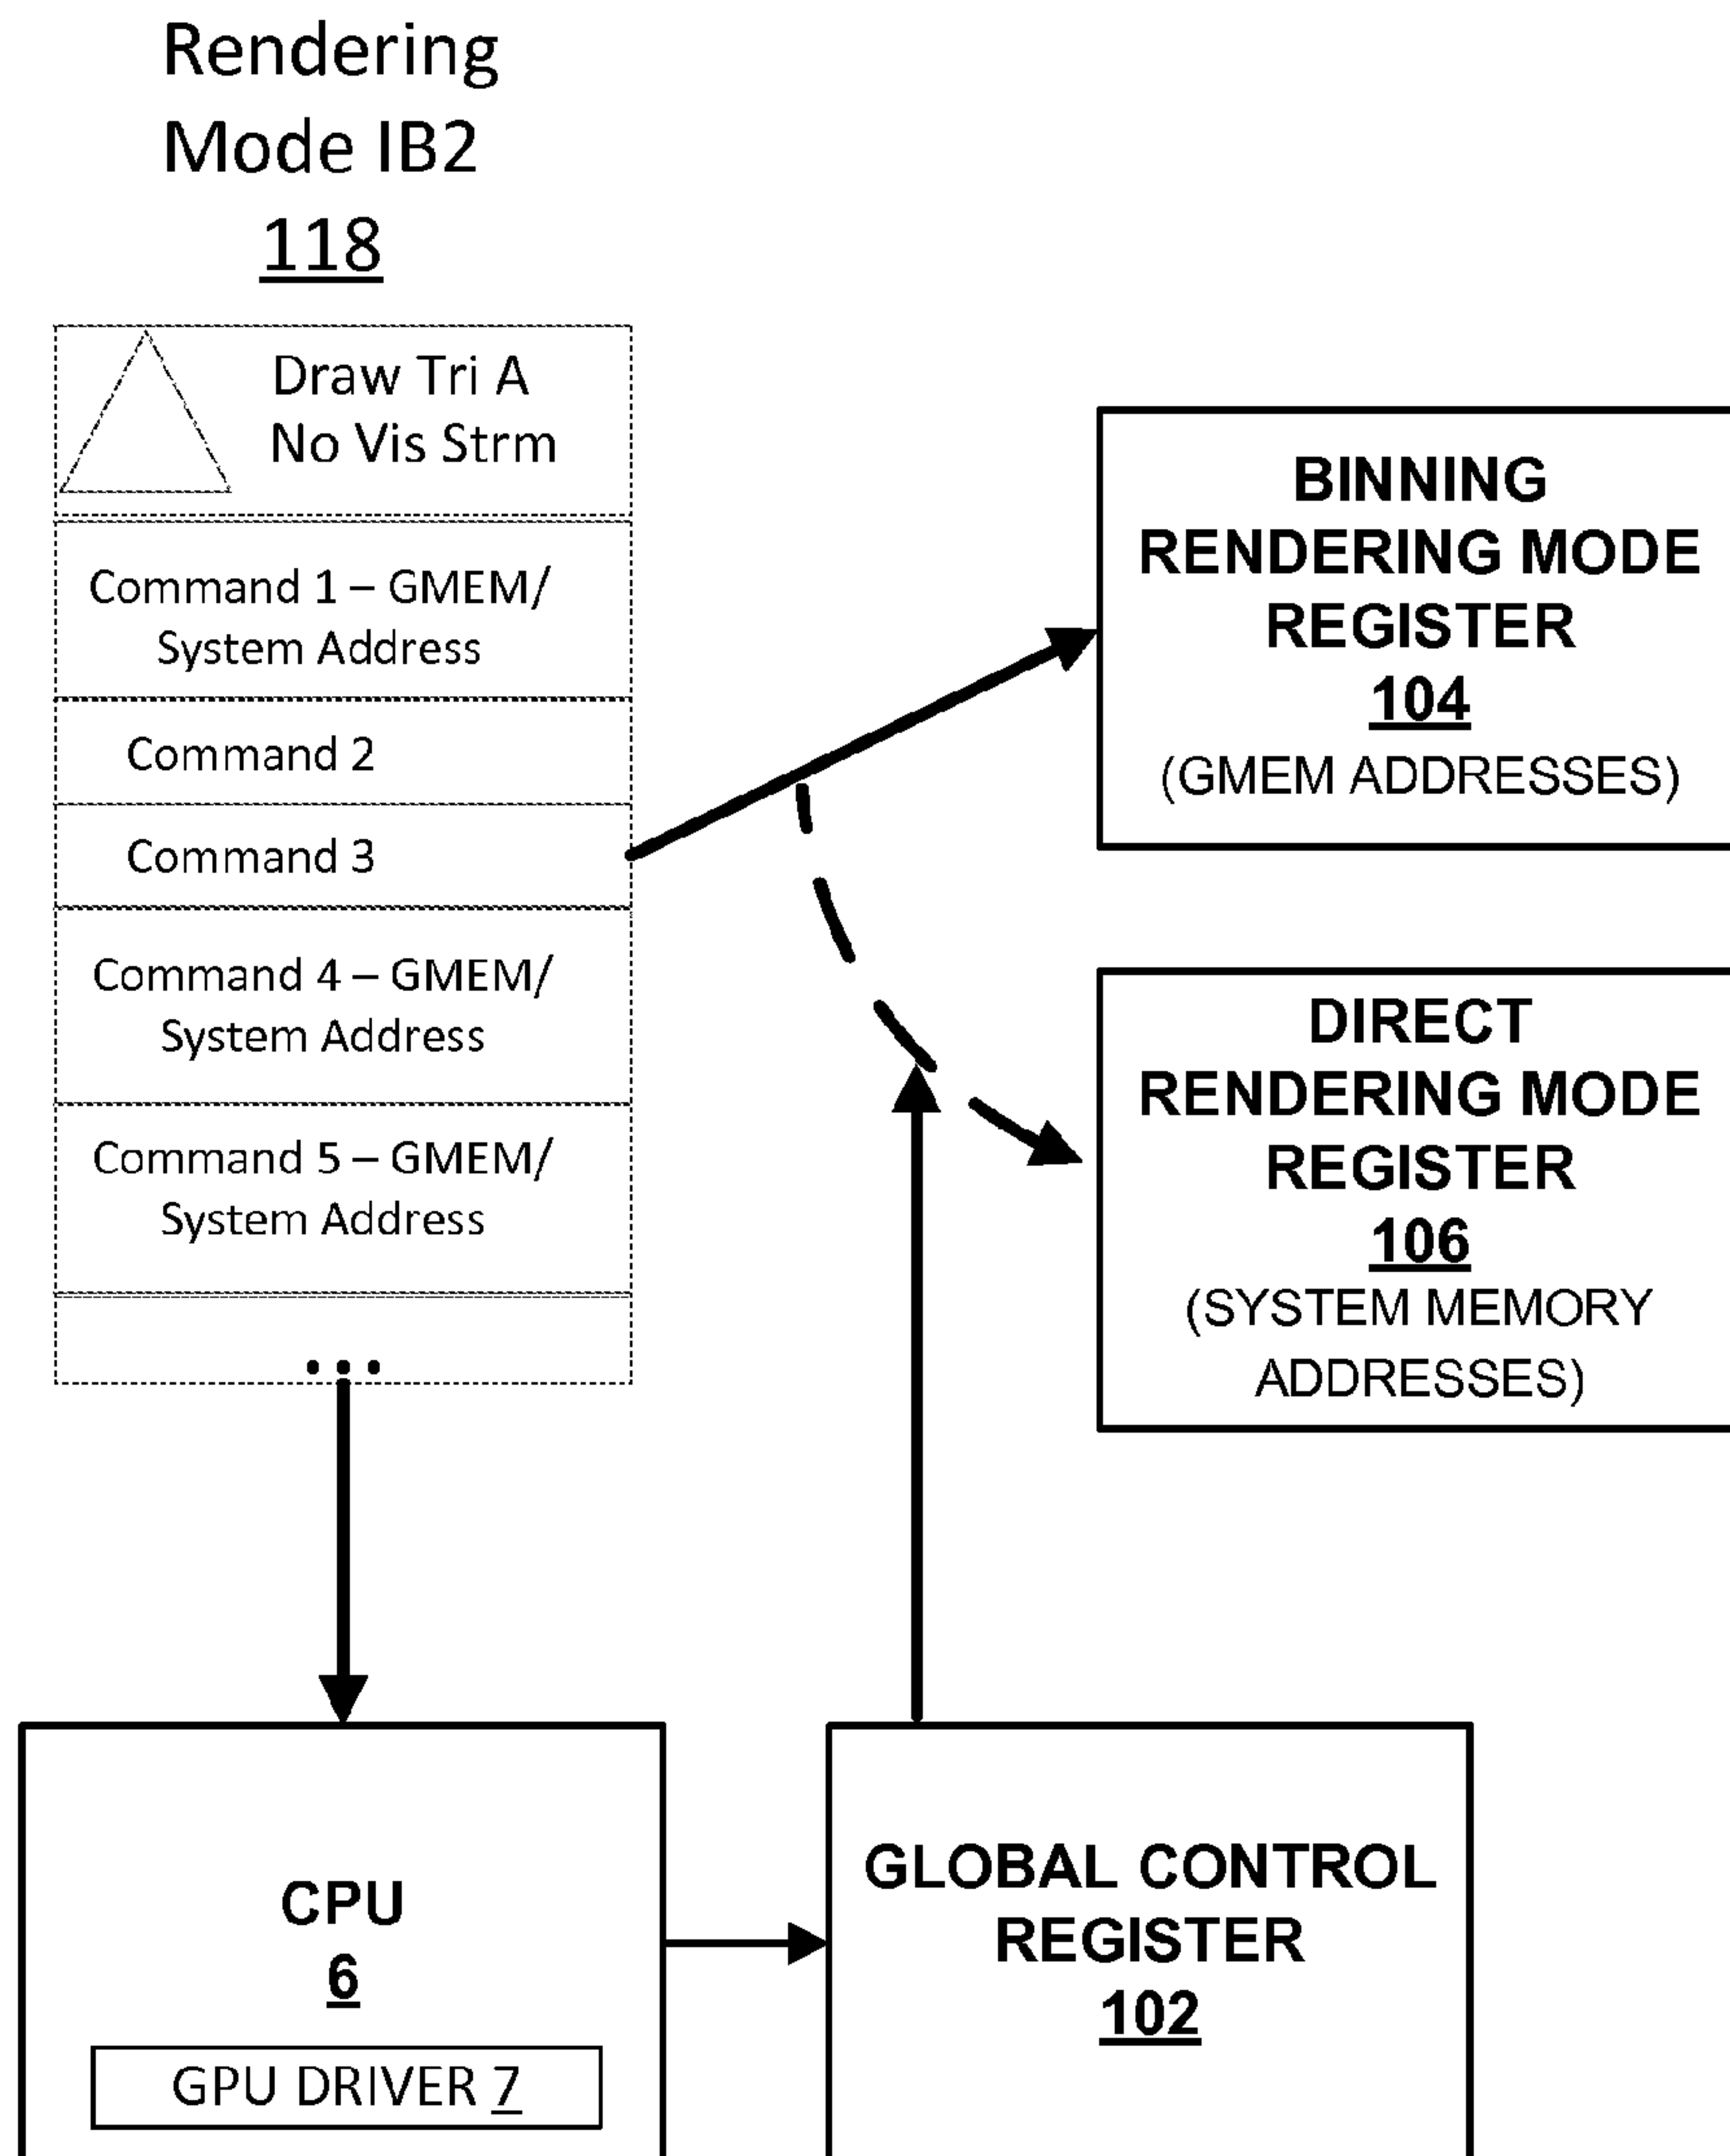 Rendering
Mode IB2
118
Draw Tri A
No Vis Strm
Command 1 – GMEM/
System Address
Command 2
Command 3
Command 4 – GMEM/
System Address
Command 5 – GMEM/
System Address
...
BINNING
RENDERING MODE
REGISTER
104
(GMEM ADDRESSES)
DIRECT
RENDERING MODE
REGISTER
106
(SYSTEM MEMORY
ADDRESSES)
CPU
6
GPU DRIVER 7
GLOBAL CONTROL
REGISTER
102